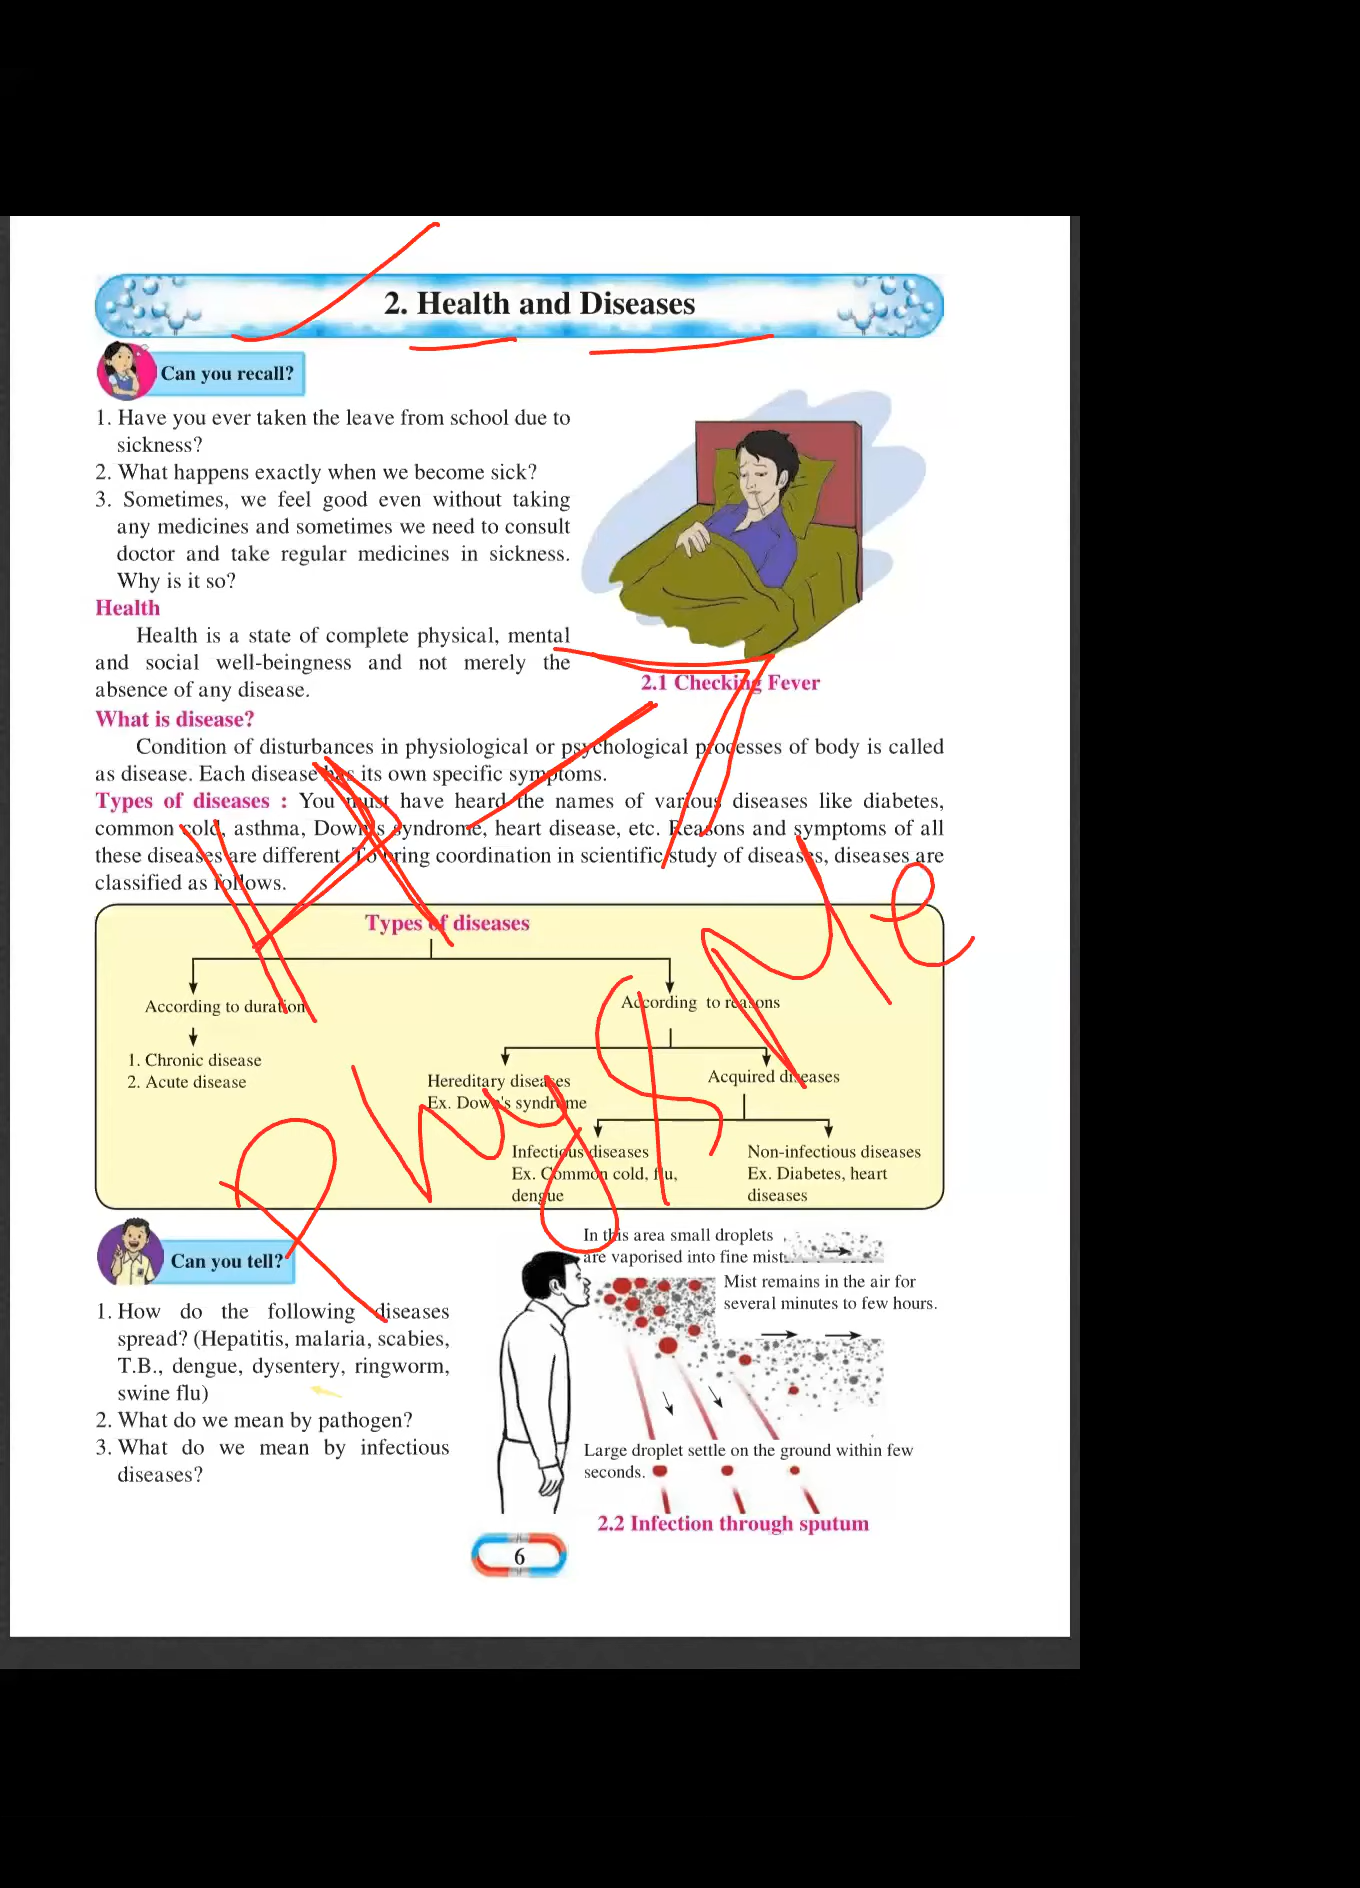 2. Health and Diseases
Can you recall?
1. Have you ever taken the leave from school due to
sickness?
2. What happens exactly when we become sick?
3. Sometimes, we feel good even without taking
any medicines and sometimes we need to consult
doctor and take regular medicines in sickness.
Why is it so?
Health
Health is a state of complete physical, mental
and social well-beingness and not merely the
absence of any disease.
2.1 Checking Fever
What is disease?
Condition of disturbances in physiological or psychological processes of body is called
as disease. Each disease has its own specific symptoms.
Types of diseases : You must have heard the names of various diseases like diabetes,
common cold, asthma, Down's syndrome, heart disease, etc. Reasons and symptoms of all
these diseases are different. To bring coordination in scientific study of diseases, diseases are
classified as follows.
Types of diseases
According to duration
1. Chronic disease
2. Acute disease
According to reasons
Hereditary diseases
Ex. Down's syndrome
Acquired diseases
Infectious diseases
Ex. Common cold, flu,
dengue
Non-infectious diseases
Ex. Diabetes, heart
diseases
Can you tell?
1. How do the following diseases
spread? (Hepatitis, malaria, scabies,
T.B., dengue, dysentery, ringworm,
swine flu)
2. What do we mean by pathogen?
3. What do we mean by infectious
diseases?
In this area small droplets
are vaporised into fine mist.
Mist remains in the air for
several minutes to few hours.
Large droplet settle on the ground within few
seconds.
2.2 Infection through sputum
6